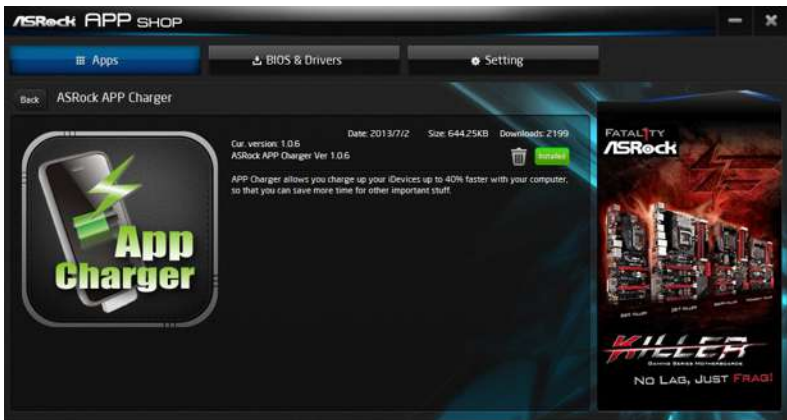 ASRock APP SHOP
Apps
BIOS & Drivers
Setting
Back
ASRock APP Charger
Date: 2013/7/2 Size: 644.25KB Downloads: 2199
Cur. version: 1.0.6
ASRock APP Charger Ver 1.0.6
Installed
APP Charger allows you charge up your iDevices up to 40% faster with your computer,
so that you can save more time for other important stuff.
App
Charger
FATAL1TY
ASRock
KILLER
GAMING SERIES MOTHERBOARDS
NO LAG, JUST FRAG!